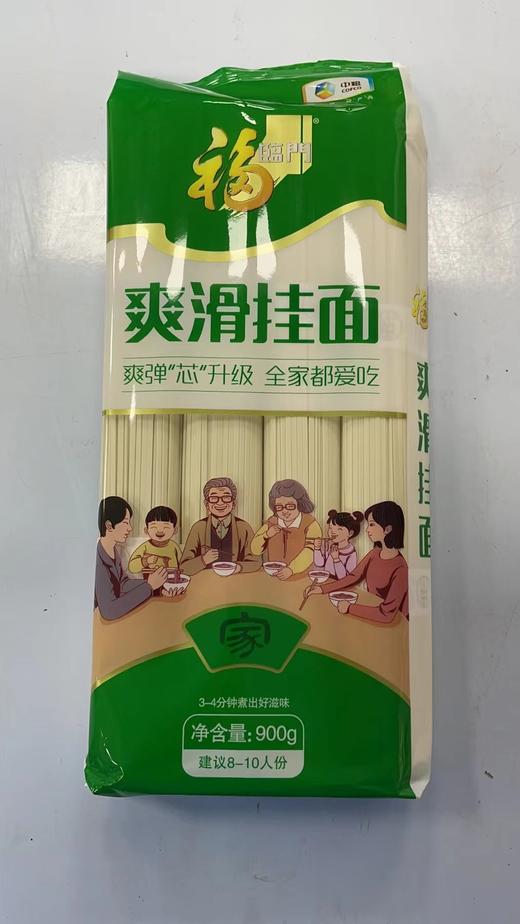 中粮
COFCO
福臨門®
爽滑挂面
爽弹"芯"升级 全家都爱吃
家
3-4分钟煮出好滋味
净含量:900g
建议8-10人份
福
爽滑挂面